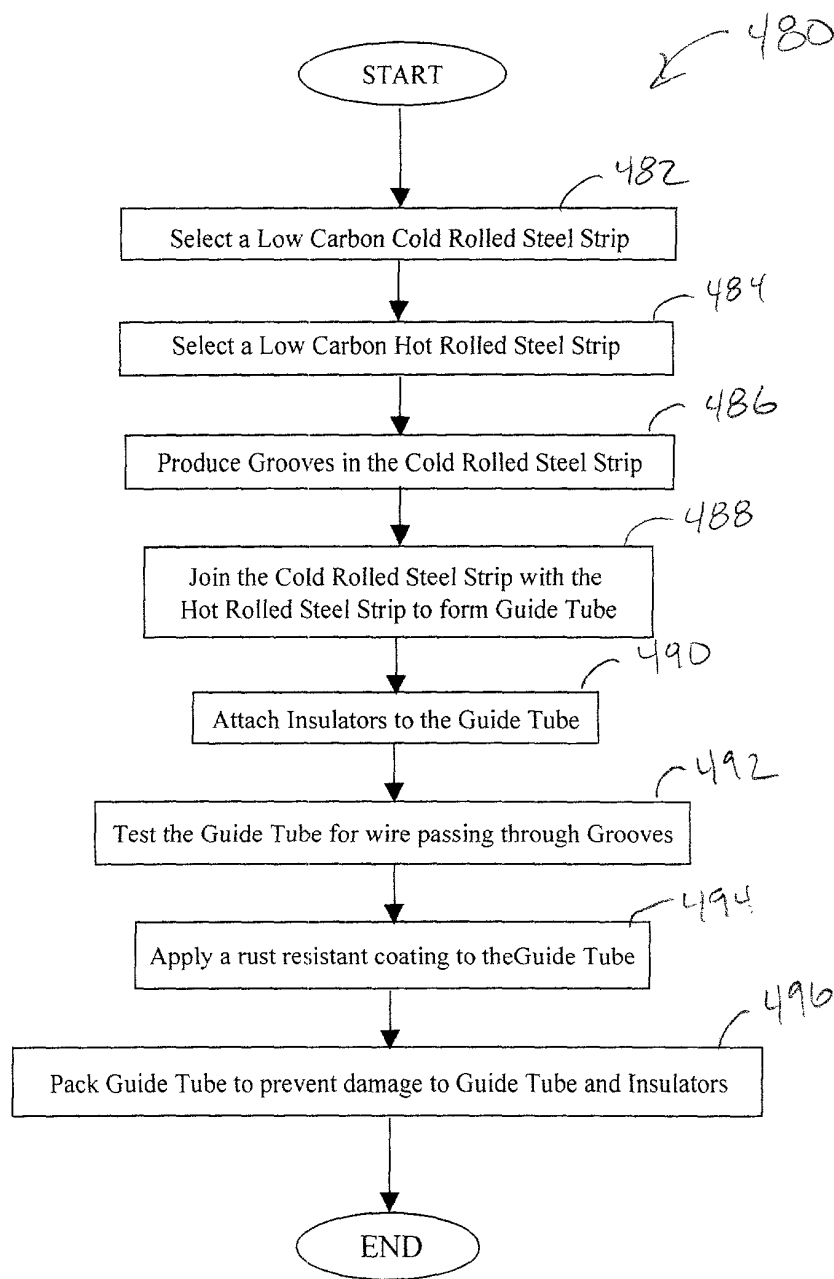 480
START
482
Select a Low Carbon Cold Rolled Steel Strip
484
Select a Low Carbon Hot Rolled Steel Strip
486
Produce Grooves in the Cold Rolled Steel Strip
488
Join the Cold Rolled Steel Strip with the
Hot Rolled Steel Strip to form Guide Tube
490
Attach Insulators to the Guide Tube
492
Test the Guide Tube for wire passing through Grooves
494
Apply a rust resistant coating to theGuide Tube
496
Pack Guide Tube to prevent damage to Guide Tube and Insulators
END